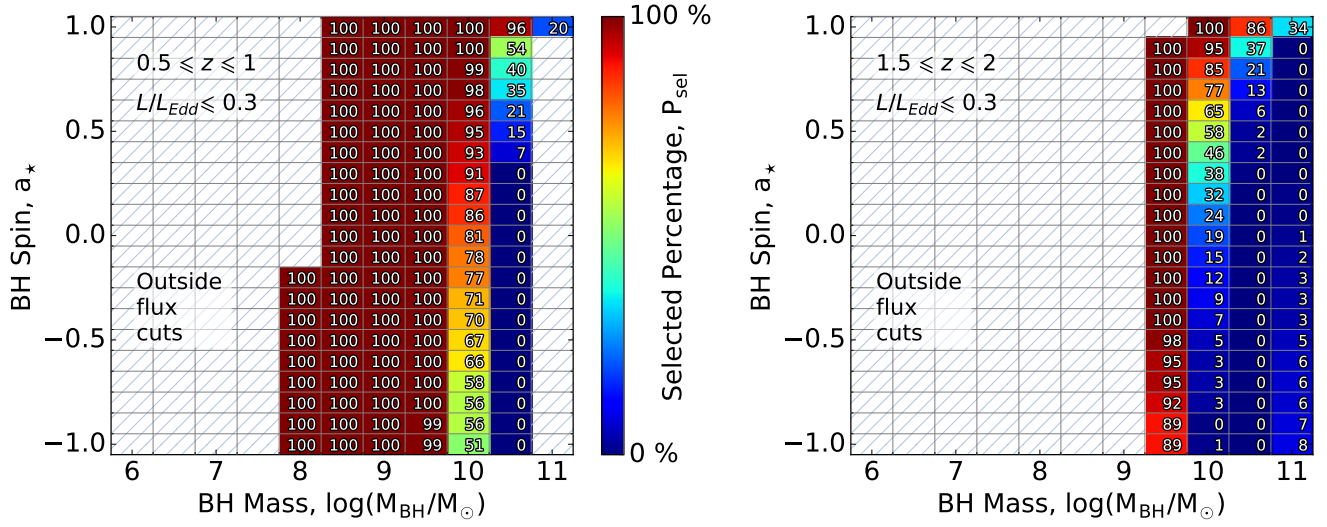 1.0
0.5
0.0
−0.5
−1.0
BH Spin, a⋆
0.5 ⩽ z ⩽ 1
L/L_Edd ⩽ 0.3
Outside
flux
cuts
100 100 100 100 96 20
100 100 100 100 54
100 100 100 99 40
100 100 100 98 35
100 100 100 96 21
100 100 100 95 15
100 100 100 93 7
100 100 100 91 0
100 100 100 87 0
100 100 100 86 0
100 100 100 81 0
100 100 100 78 0
100 100 100 100 77 0
100 100 100 100 71 0
100 100 100 100 70 0
100 100 100 100 67 0
100 100 100 100 66 0
100 100 100 100 58 0
100 100 100 100 56 0
100 100 100 99 56 0
100 100 100 99 51 0
6 7 8 9 10 11
BH Mass, log(M_BH/M_⊙)
100 %
0 %
Selected Percentage, P_sel
1.0
0.5
0.0
−0.5
−1.0
BH Spin, a⋆
1.5 ⩽ z ⩽ 2
L/L_Edd ⩽ 0.3
Outside
flux
cuts
100 86 34
100 95 37 0
100 85 21 0
100 77 13 0
100 65 6 0
100 58 2 0
100 46 2 0
100 38 0 0
100 32 0 0
100 24 0 0
100 19 0 1
100 15 0 2
100 12 0 3
100 9 0 3
100 7 0 3
98 5 0 5
95 3 0 6
95 3 0 6
92 3 0 6
89 0 0 7
89 1 0 8
6 7 8 9 10 11
BH Mass, log(M_BH/M_⊙)